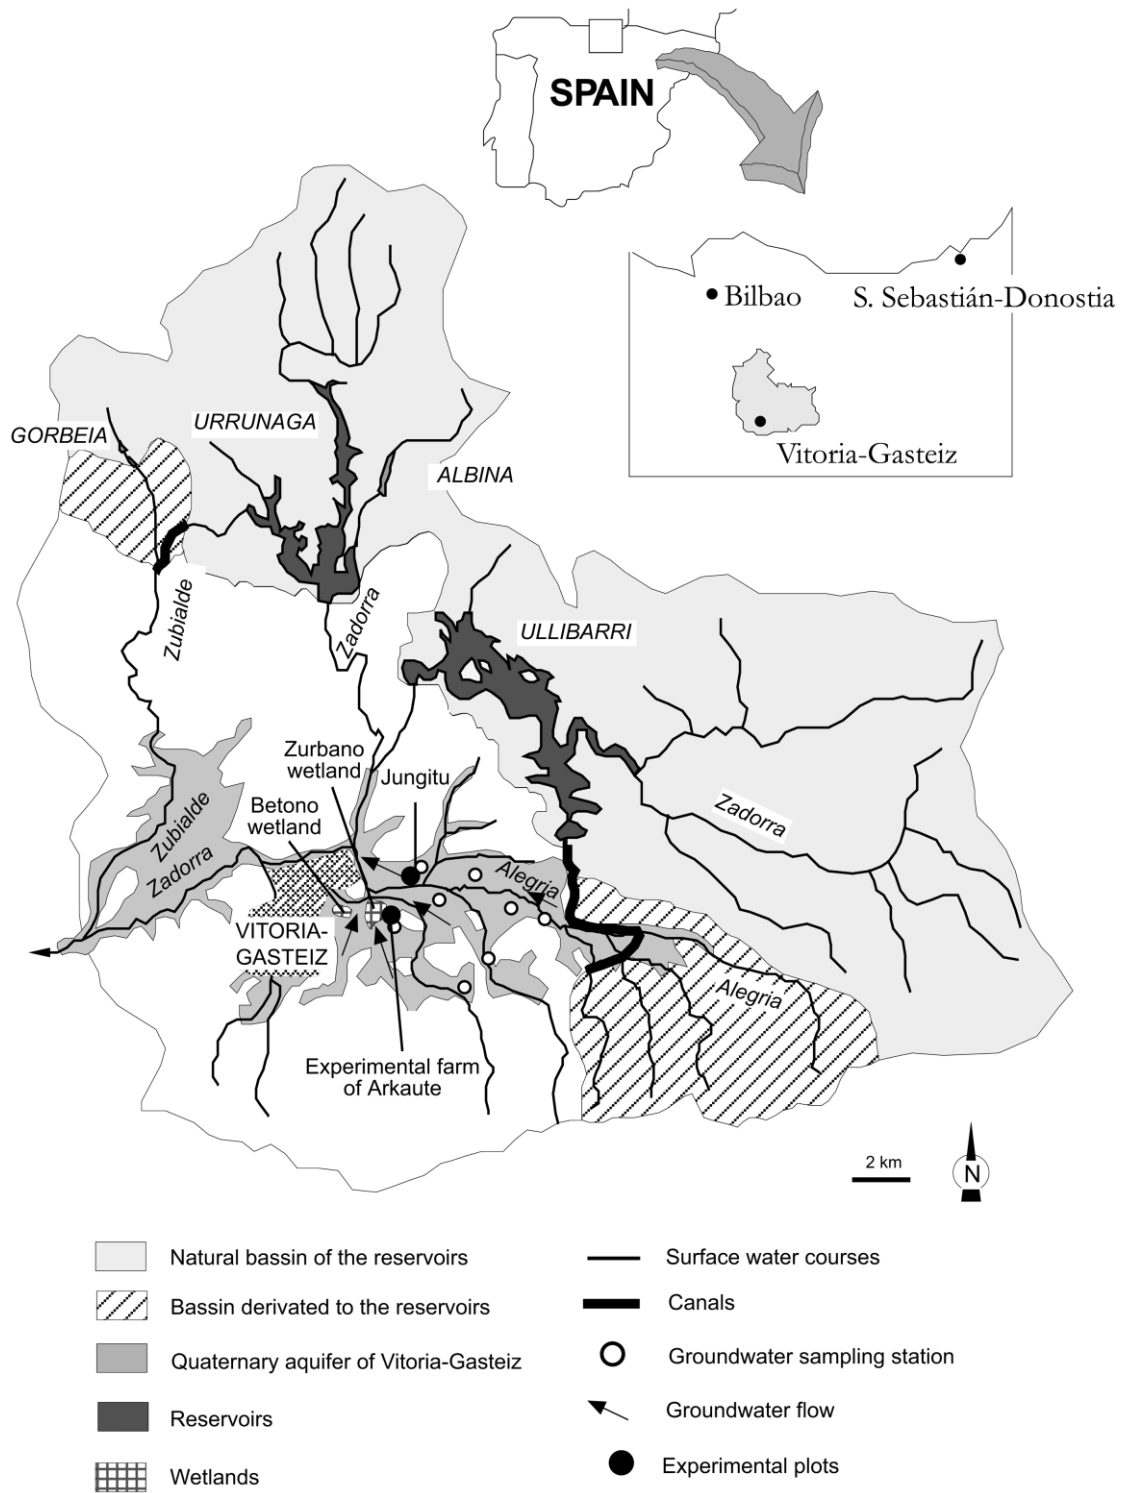 SPAIN
Bilbao
S. Sebastián-Donostia
Vitoria-Gasteiz
GORBEIA
URRUNAGA
ALBINA
Zubialde
Zadorra
ULLIBARRI
Zurbano
wetland
Jungitu
Betono
wetland
Zubialde
Zadorra
Zadorra
Alegria
VITORIA-
GASTEIZ
Alegria
Experimental farm
of Arkaute
2 km
N
Natural bassin of the reservoirs
Bassin derivated to the reservoirs
Quaternary aquifer of Vitoria-Gasteiz
Reservoirs
Wetlands
Surface water courses
Canals
Groundwater sampling station
Groundwater flow
Experimental plots